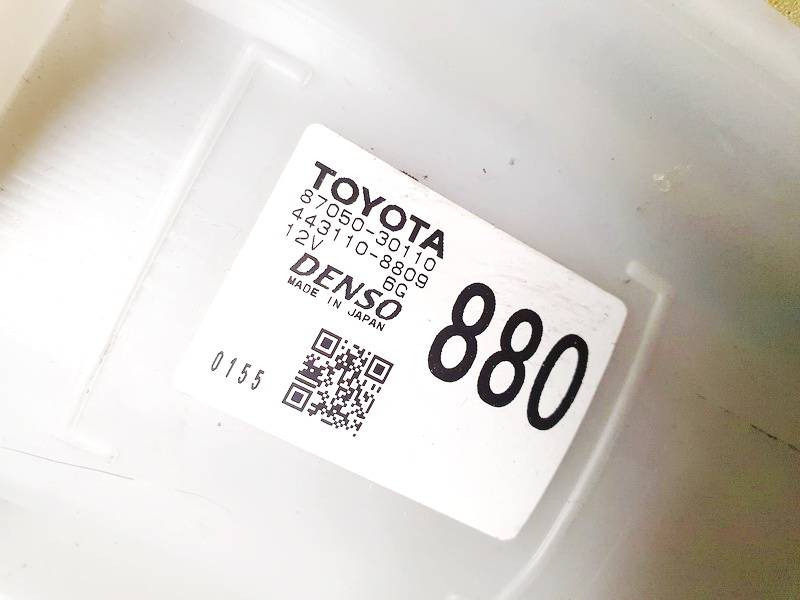 TOYOTA
87050-30110
443110-8809
12V 6G
DENSO
MADE IN JAPAN
0155
880